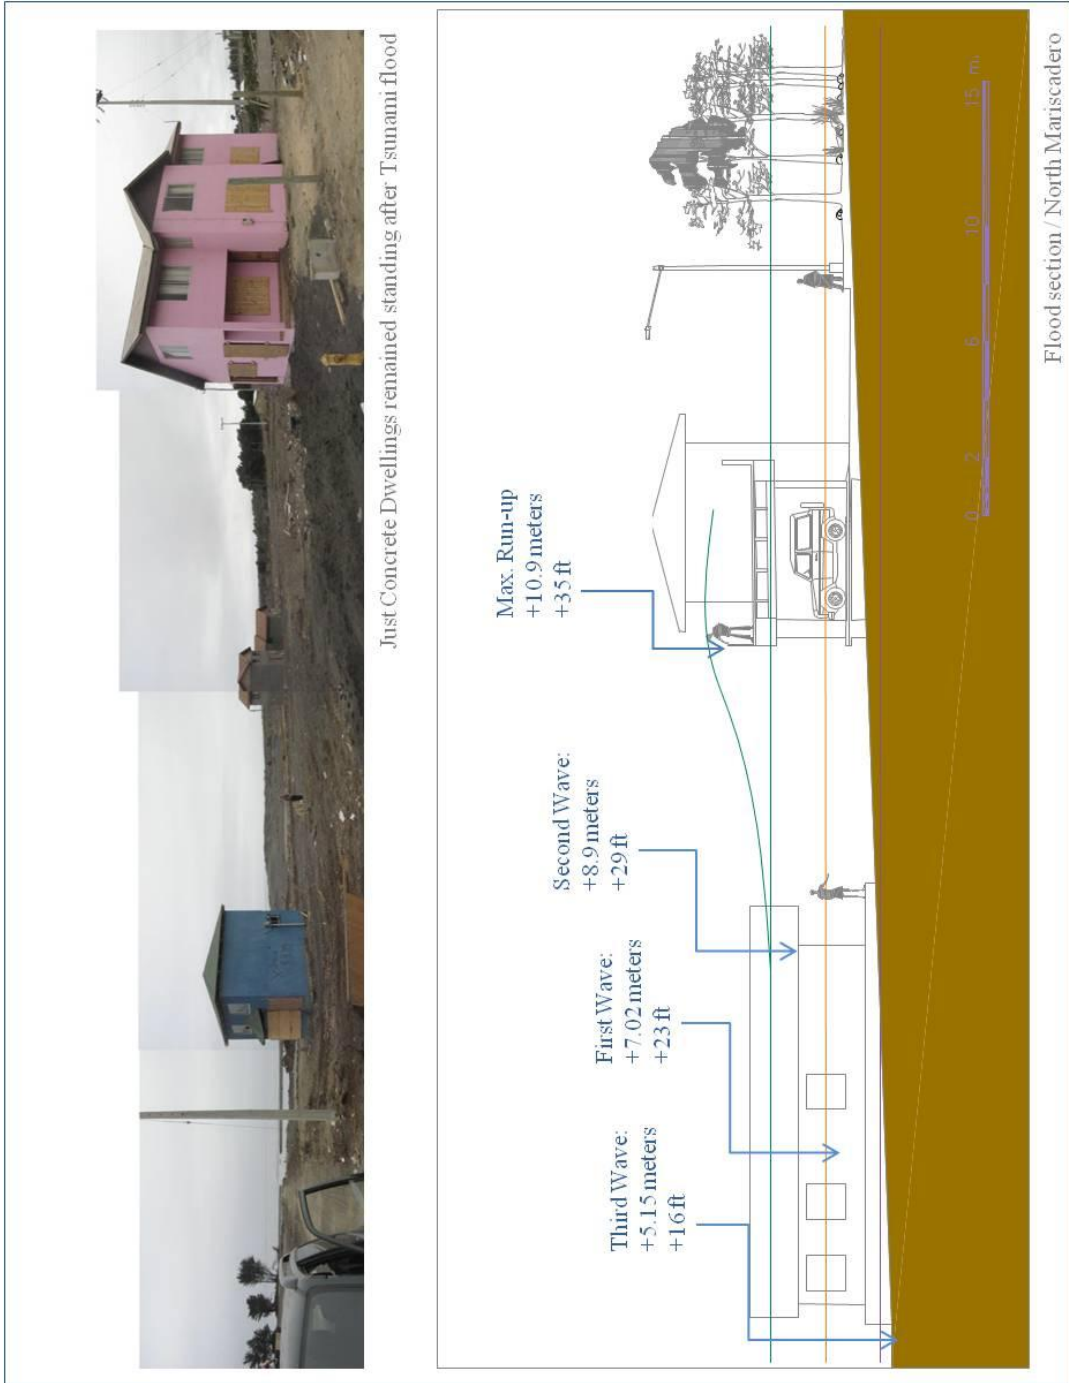 Just Concrete Dwellings remained standing after Tsunami flood
Third Wave:
+5.15 meters
+16 ft
First Wave:
+7.02 meters
+23 ft
Second Wave:
+8.9 meters
+29 ft
Max. Run-up
+10.9 meters
+35 ft
0 2 6 10 15 m.
Flood section / North Mariscadero